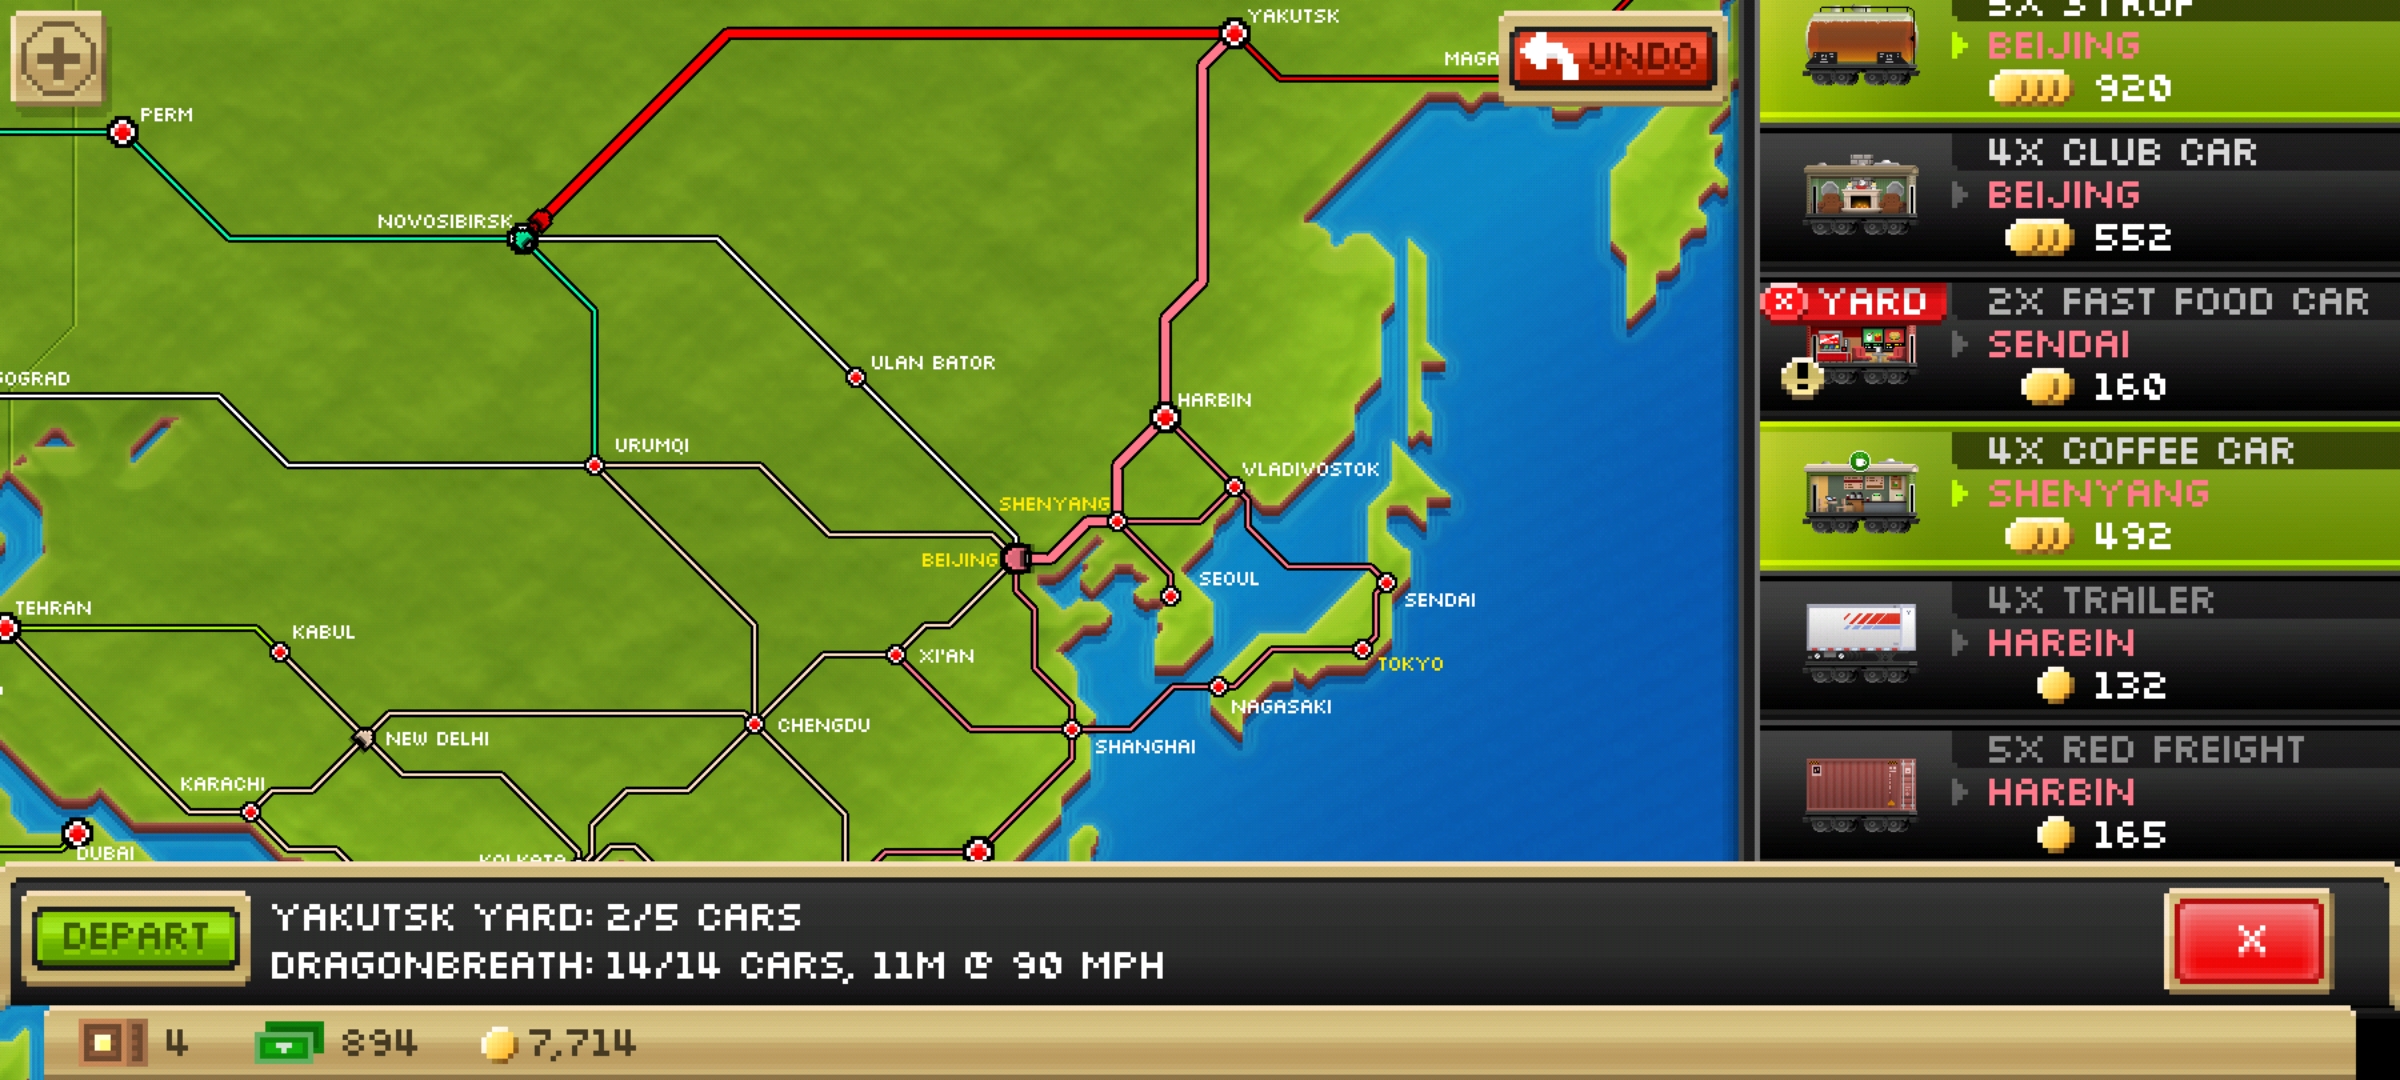 YAKUTSK
UNDO
PERM
NOVOSIBIRSK
ULAN BATOR
OGRAD
URUMQI
HARBIN
VLADIVOSTOK
SHENYANG
BEIJING
SEOUL
SENDAI
TEHRAN
KABUL
XI'AN
TOKYO
NAGASAKI
CHENGDU
NEW DELHI
SHANGHAI
KARACHI
DUBAI
KOLKATA
BEIJING
920
4X CLUB CAR
BEIJING
552
X YARD
2X FAST FOOD CAR
SENDAI
! 160
4X COFFEE CAR
SHENYANG
492
4X TRAILER
HARBIN
132
5X RED FREIGHT
HARBIN
165
DEPART
YAKUTSK YARD: 2/5 CARS
DRAGONBREATH: 14/14 CARS, 11M @ 90 MPH
X
4
894
7,714